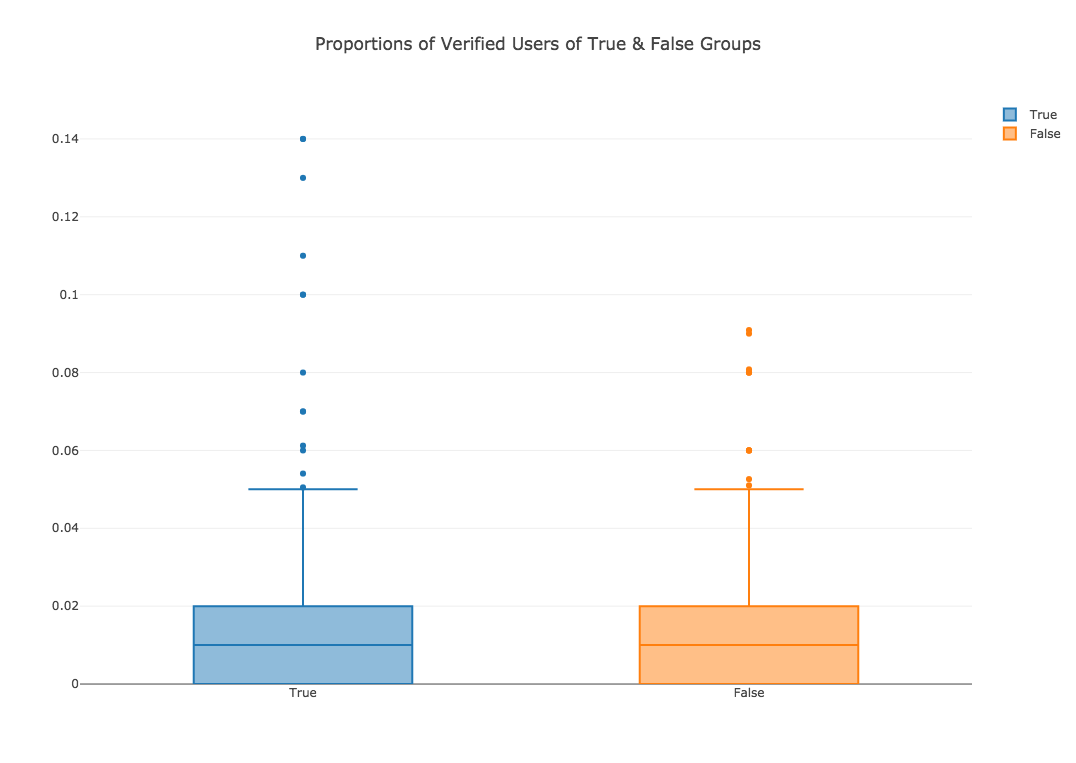 Proportions of Verified Users of True & False Groups
True
False
0.14
0.12
0.1
0.08
0.06
0.04
0.02
0
True
False